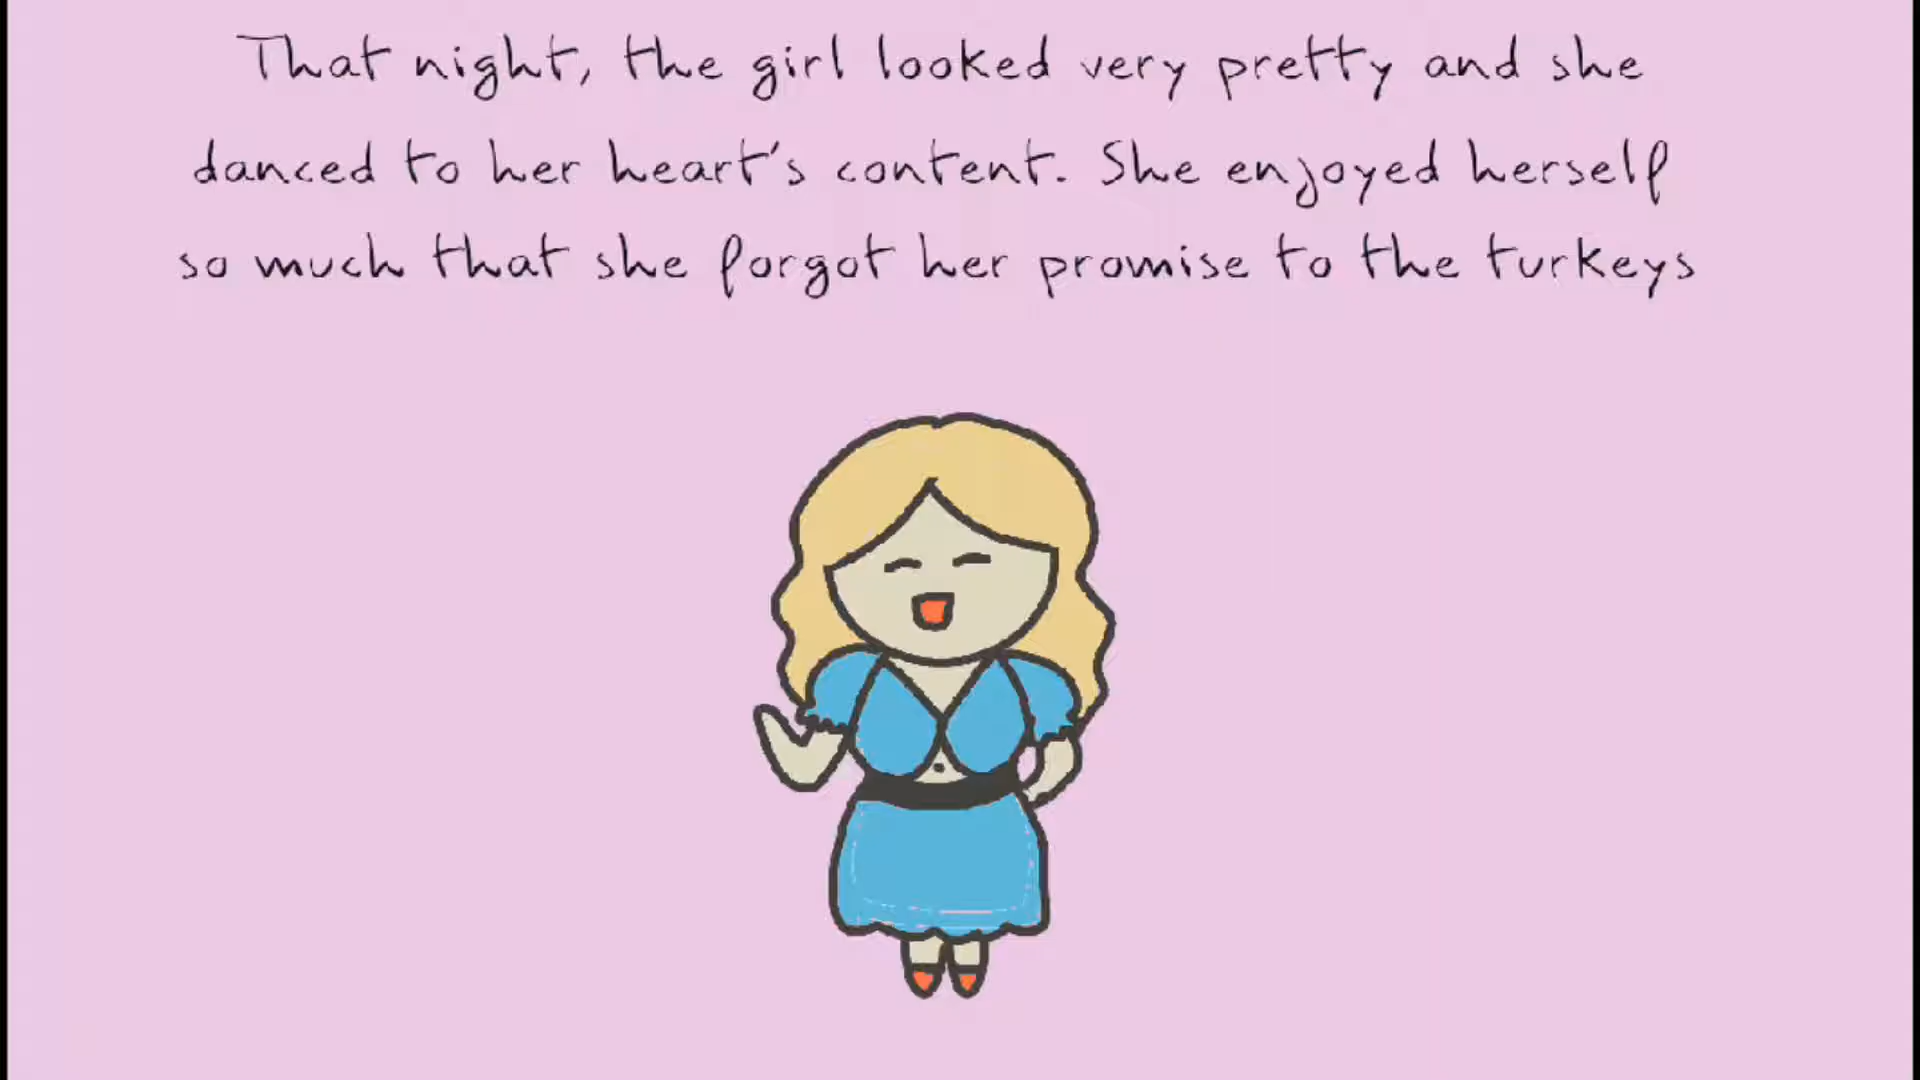 That night, the girl looked very pretty and she
danced to her heart's content. She enjoyed herself
so much that she forgot her promise to the turkeys